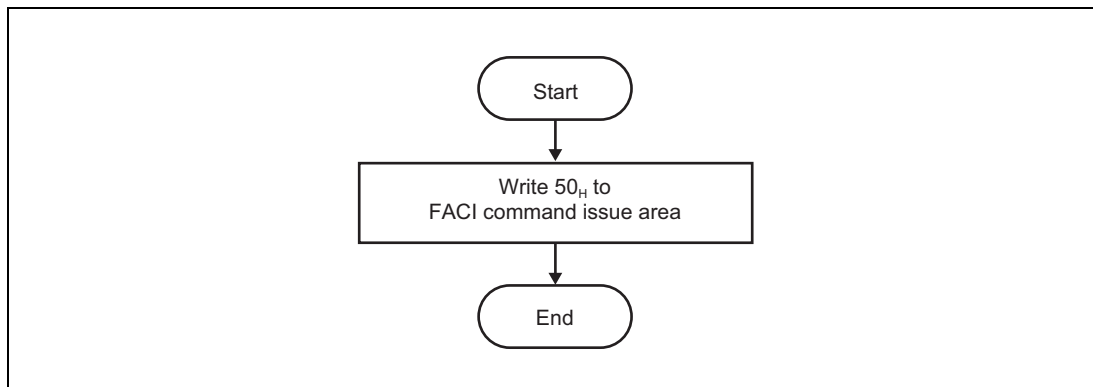 Start
Write 50H to
FACI command issue area
End